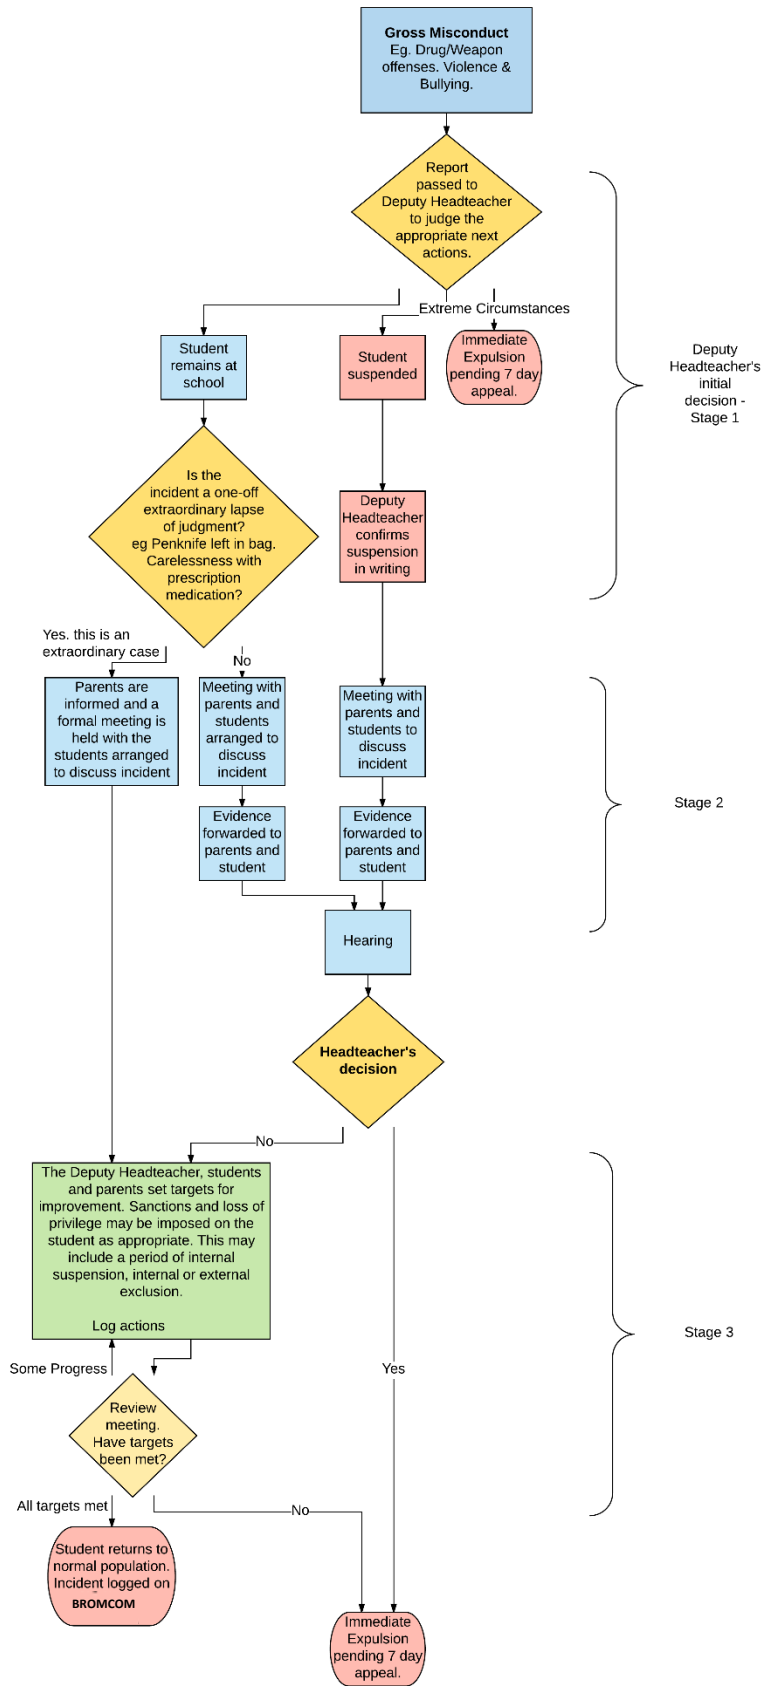 Gross Misconduct
Eg. Drug/Weapon
offenses. Violence &
Bullying.
Report
passed to
Deputy Headteacher
to judge the
appropriate next
actions.
Extreme Circumstances
Student
remains at
school
Student
suspended
Immediate
Expulsion
pending 7 day
appeal.
Deputy
Headteacher's
initial
decision -
Stage 1
Is the
incident a one-off
extraordinary lapse
of judgment?
eg Penknife left in bag.
Carelessness with
prescription
medication?
Deputy
Headteacher
confirms
suspension
in writing
Yes. this is an
extraordinary case
No
Parents are
informed and a
formal meeting is
held with the
students arranged
to discuss incident
Meeting with
parents and
students
arranged to
discuss
incident
Meeting with
parents and
students to
discuss
incident
Stage 2
Evidence
forwarded to
parents and
student
Evidence
forwarded to
parents and
student
Hearing
Headteacher's
decision
No
The Deputy Headteacher, students
and parents set targets for
improvement. Sanctions and loss of
privilege may be imposed on the
student as appropriate. This may
include a period of internal
suspension, internal or external
exclusion.
Log actions
Stage 3
Some Progress
Yes
Review
meeting.
Have targets
been met?
All targets met
No
Student returns to
normal population.
Incident logged on
BROMCOM
Immediate
Expulsion
pending 7 day
appeal.